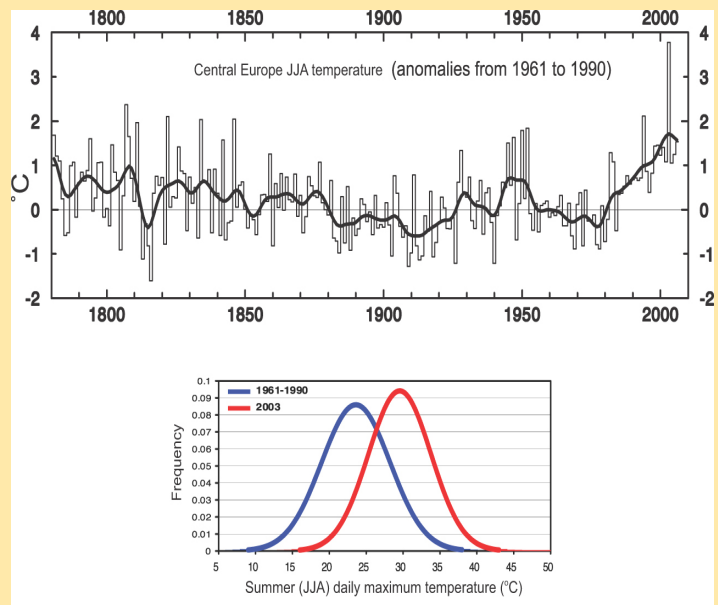 1800 1850 1900 1950 2000
Central Europe JJA temperature (anomalies from 1961 to 1990)
4 4
3 3
2 2
1 1
°C
0 0
-1 -1
-2 -2
1800 1850 1900 1950 2000
0.1
1961-1990
0.09
2003
0.08
0.07
0.06
Frequency
0.05
0.04
0.03
0.02
0.01
0
5 10 15 20 25 30 35 40 45 50
Summer (JJA) daily maximum temperature (°C)